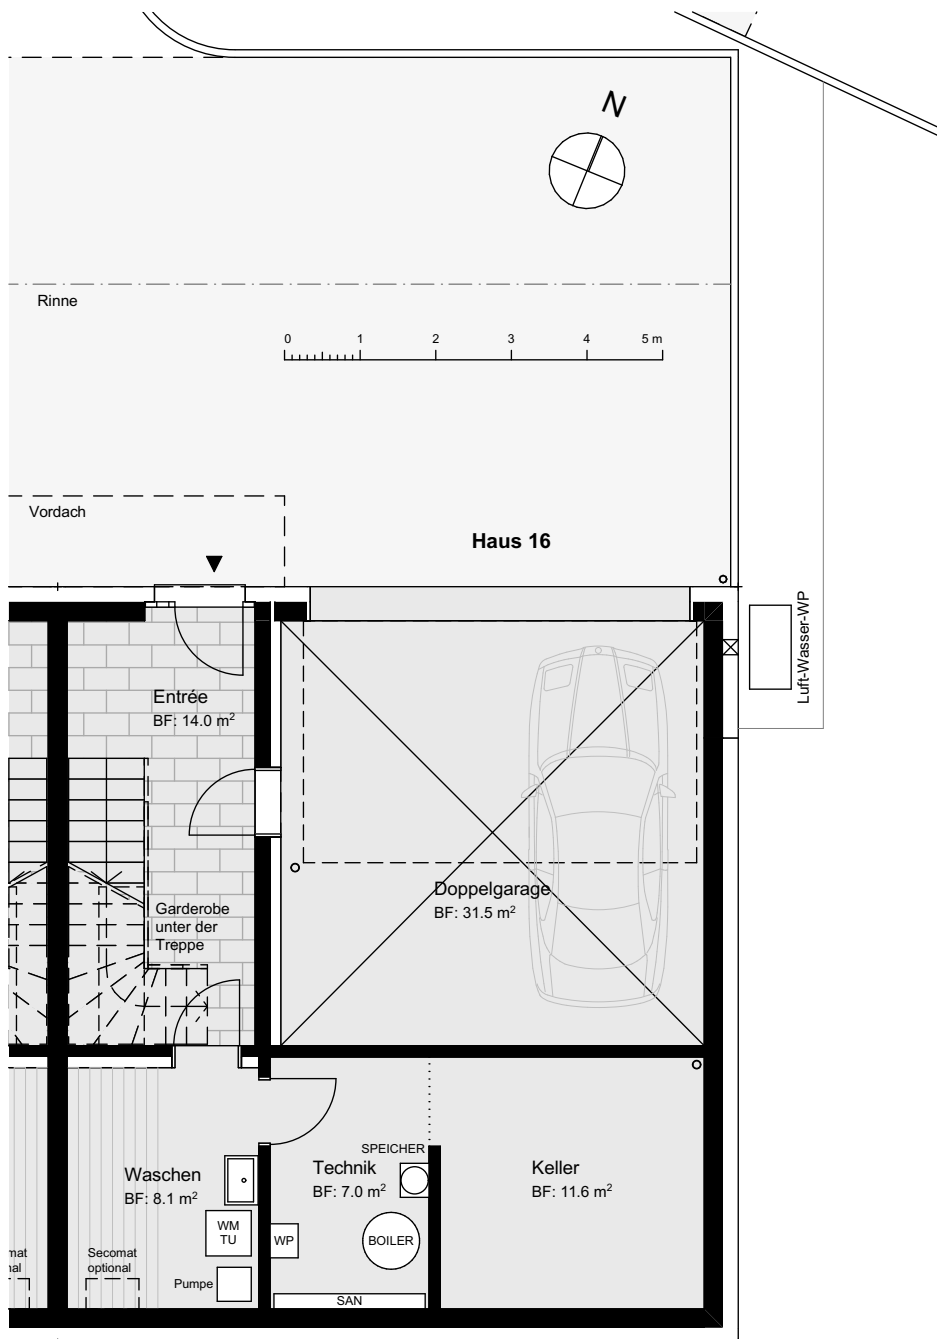 N
Rinne
0 1 2 3 4 5 m
Vordach
Haus 16
Luft-Wasser-WP
Entrée
BF: 14.0 m²
Doppelgarage
BF: 31.5 m²
Garderobe
unter der
Treppe
SPEICHER
Waschen
BF: 8.1 m²
Technik
BF: 7.0 m²
Keller
BF: 11.6 m²
WM
TU
WP
BOILER
mat
nal
Secomat
optional
Pumpe
SAN